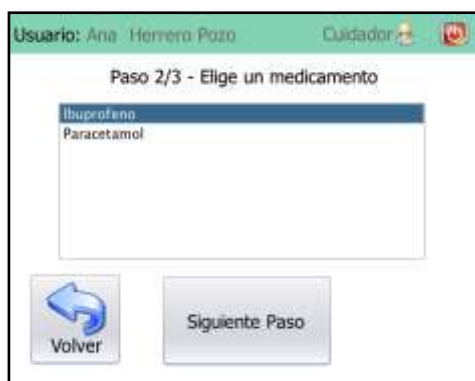 Usuario: Ana Herrero Pozo Cuidador
Paso 2/3 - Elige un medicamento
Ibuprofeno
Paracetamol
Volver
Siguiente Paso